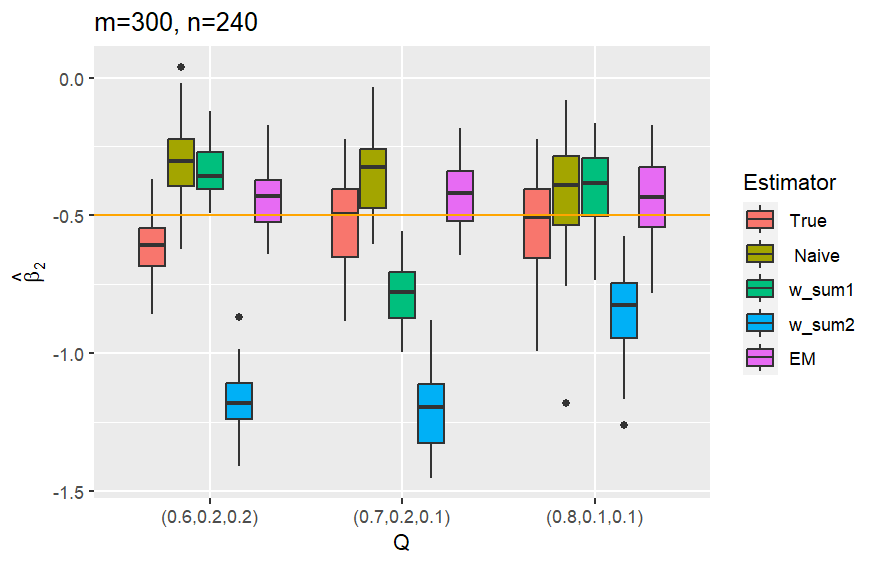 m=300, n=240
0.0
-0.5
-1.0
-1.5
β̂2
(0.6,0.2,0.2)
(0.7,0.2,0.1)
(0.8,0.1,0.1)
Q
Estimator
True
Naive
w_sum1
w_sum2
EM